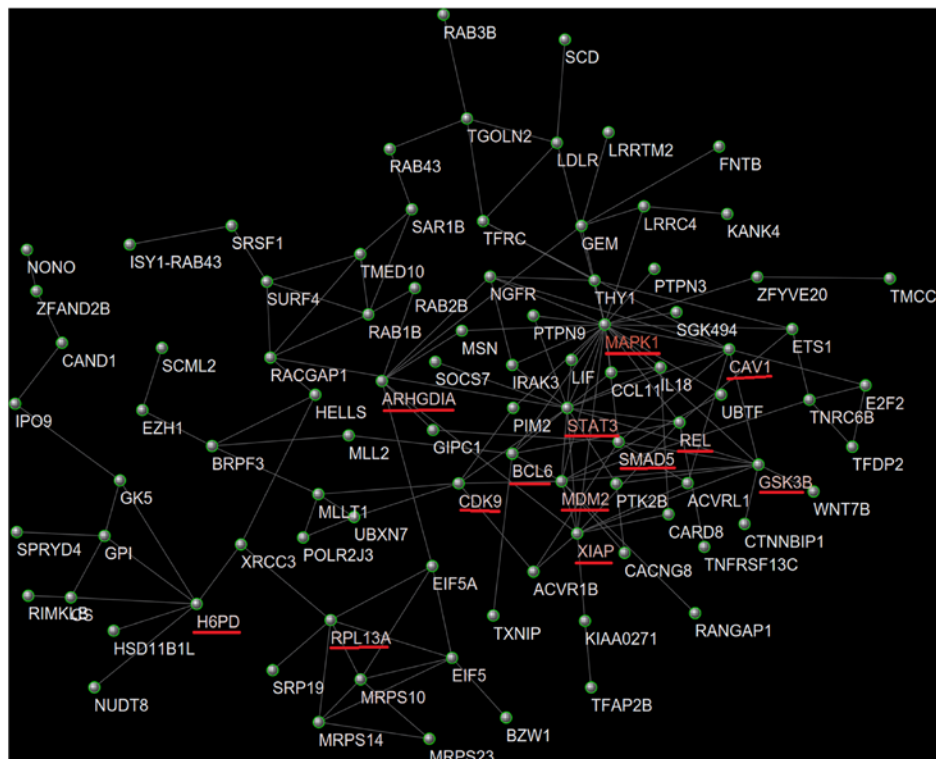 RAB3B
SCD
TGOLN2
LRRTM2
RAB43
LDLR
FNTB
SAR1B
TFRC
GEM
LRRC4
KANK4
SRSF1
ISY1-RAB43
NONO
TMED10
ZFAND2B
SURF4
RAB2B
NGFR
THY1
PTPN3
ZFYVE20
TMCC
RAB1B
PTPN9
SGK494
MSN
MAPK1
ETS1
CAND1
SCML2
RACGAP1
SOCS7
IRAK3
LIF
CCL11
IL18
CAV1
ARHGDIA
IPO9
HELLS
PIM2
STAT3
UBTF
TNRC6B
E2F2
EZH1
MLL2
GIPC1
REL
BRPF3
BCL6
SMAD5
TFDP2
GK5
MLLT1
CDK9
MDM2
PTK2B
ACVRL1
GSK3B
WNT7B
UBXN7
CARD8
CTNNBIP1
SPRYD4
GPI
POLR2J3
XIAP
XRCC3
CACNG8
TNFRSF13C
EIF5A
ACVR1B
RIMKLB
CS
H6PD
TXNIP
KIAA0271
RANGAP1
HSD11B1L
RPL13A
EIF5
SRP19
MRPS10
NUDT8
TFAP2B
MRPS14
BZW1
MRPS23